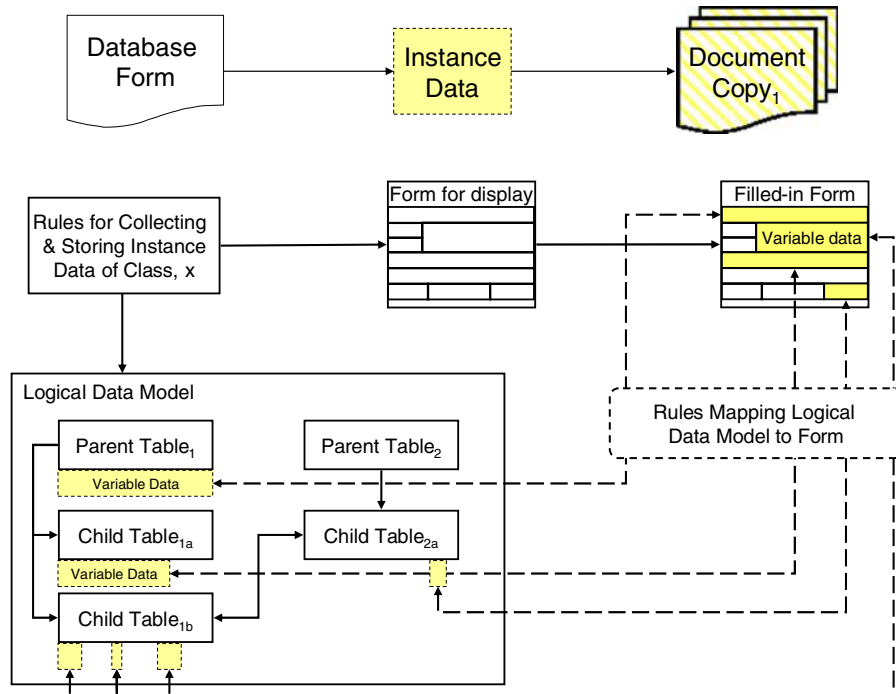 Database
Form
Instance
Data
Document
Copy₁
Rules for Collecting
& Storing Instance
Data of Class, x
Form for display
Filled-in Form
Variable data
Logical Data Model
Rules Mapping Logical
Data Model to Form
Parent Table₁
Variable Data
Parent Table₂
Child Table₁ₐ
Variable Data
Child Table₂ₐ
Child Table1b